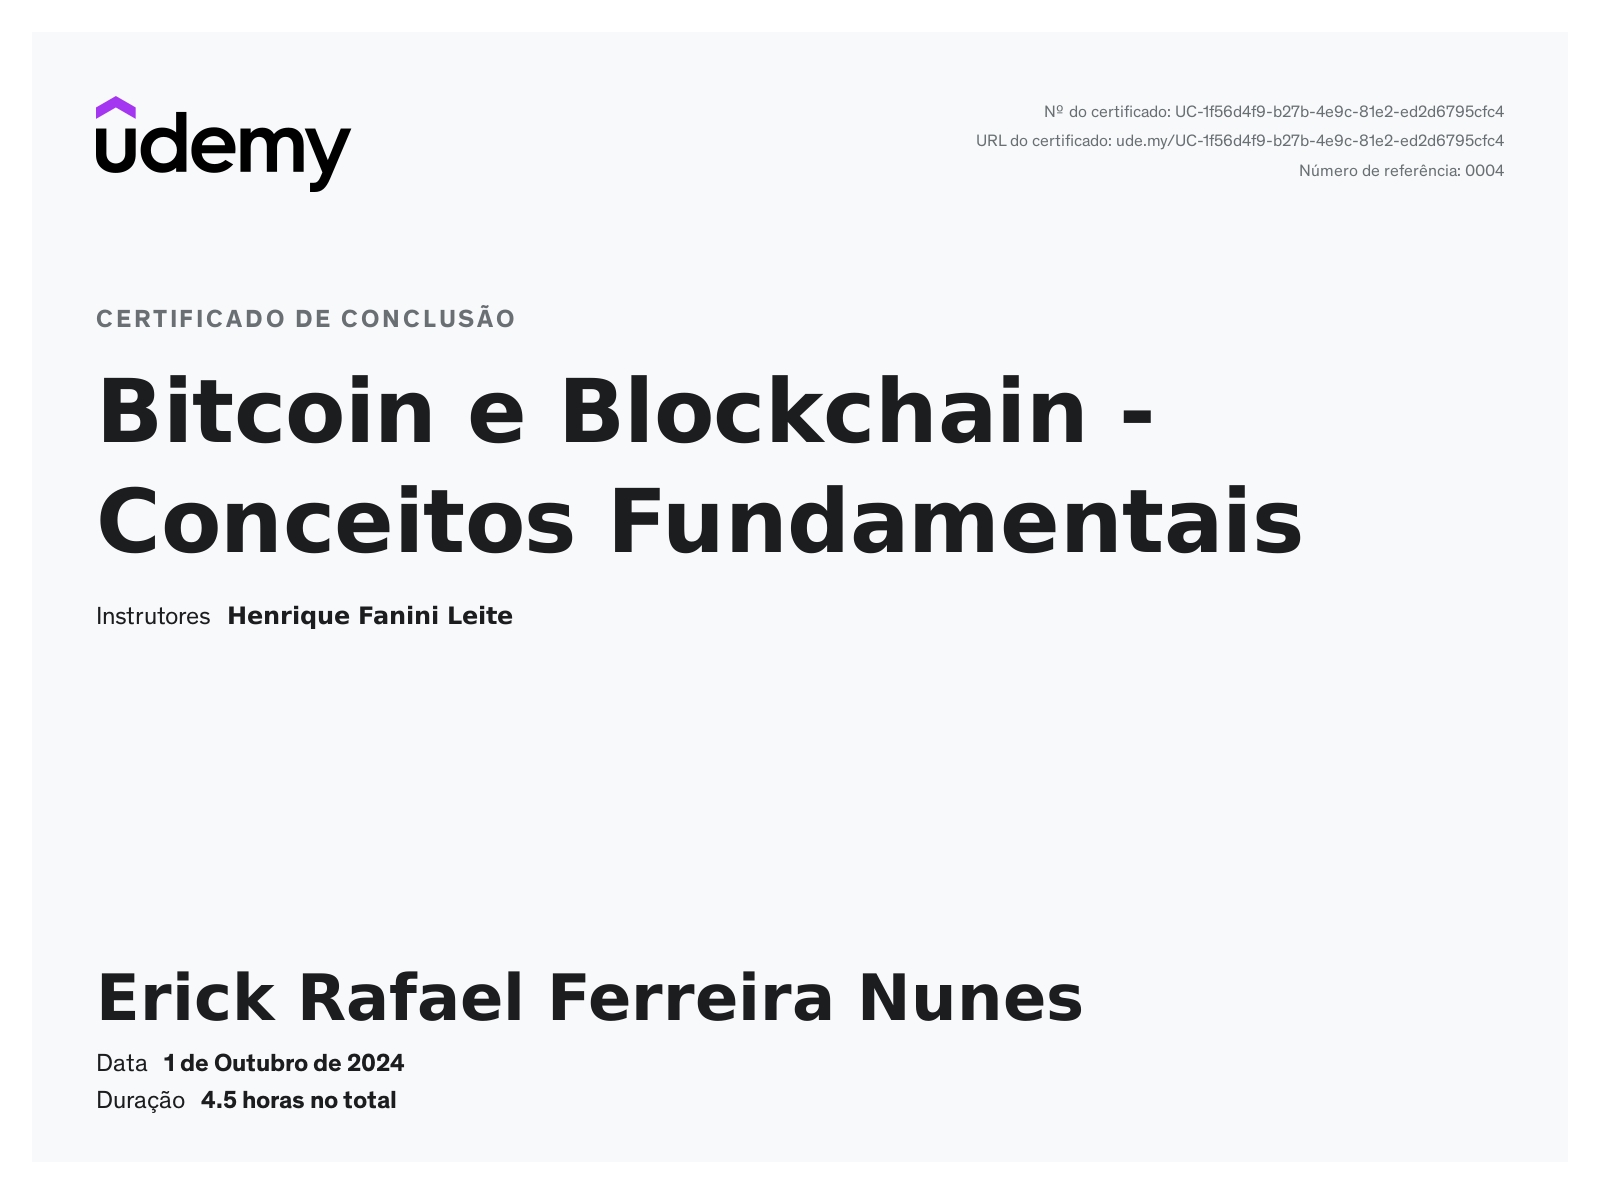 udemy
Nº do certificado: UC-1f56d4f9-b27b-4e9c-81e2-ed2d6795cfc4
URL do certificado: ude.my/UC-1f56d4f9-b27b-4e9c-81e2-ed2d6795cfc4
Número de referência: 0004
CERTIFICADO DE CONCLUSÃO
Bitcoin e Blockchain -
Conceitos Fundamentais
Instrutores Henrique Fanini Leite
Erick Rafael Ferreira Nunes
Data 1 de Outubro de 2024
Duração 4.5 horas no total